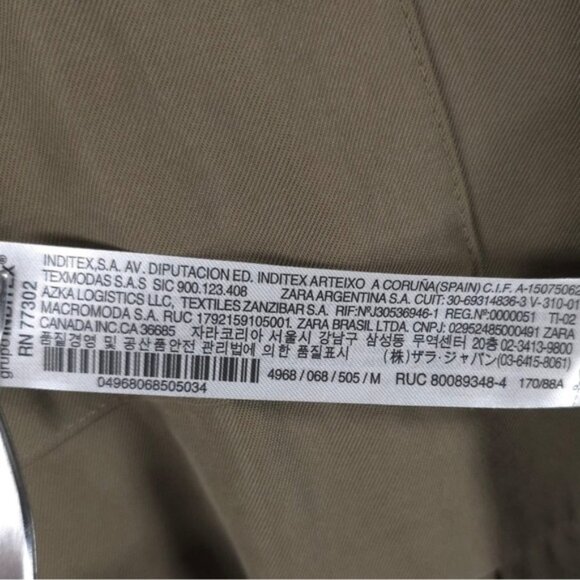 grupo INDITEX®
RN 77302
INDITEX,S.A. AV. DIPUTACION ED. INDITEX ARTEIXO A CORUÑA(SPAIN) C.I.F. A-15075062
TEXMODAS S.A.S SIC 900.123.408 ZARA ARGENTINA S.A. CUIT: 30-69314836-3 V-310-01
AZKA LOGISTICS LLC, TEXTILES ZANZIBAR S.A. RIF:NºJ30536946-1 REG.Nº0000051 TI-02
MACROMODA S.A. RUC 1792159105001. ZARA BRASIL LTDA. CNPJ: 02952485000491 ZARA
CANADA INC.CA 36685 자라코리아 서울시 강남구 삼성동 무역센터 20층 02-3413-9800
품질경영 및 공산품안전 관리법에 의한 품질표시 (株) ザラ・ジャパン(03-6415-8061)
04968068505034
4968 / 068 / 505 / M RUC 80089348-4 170/88A